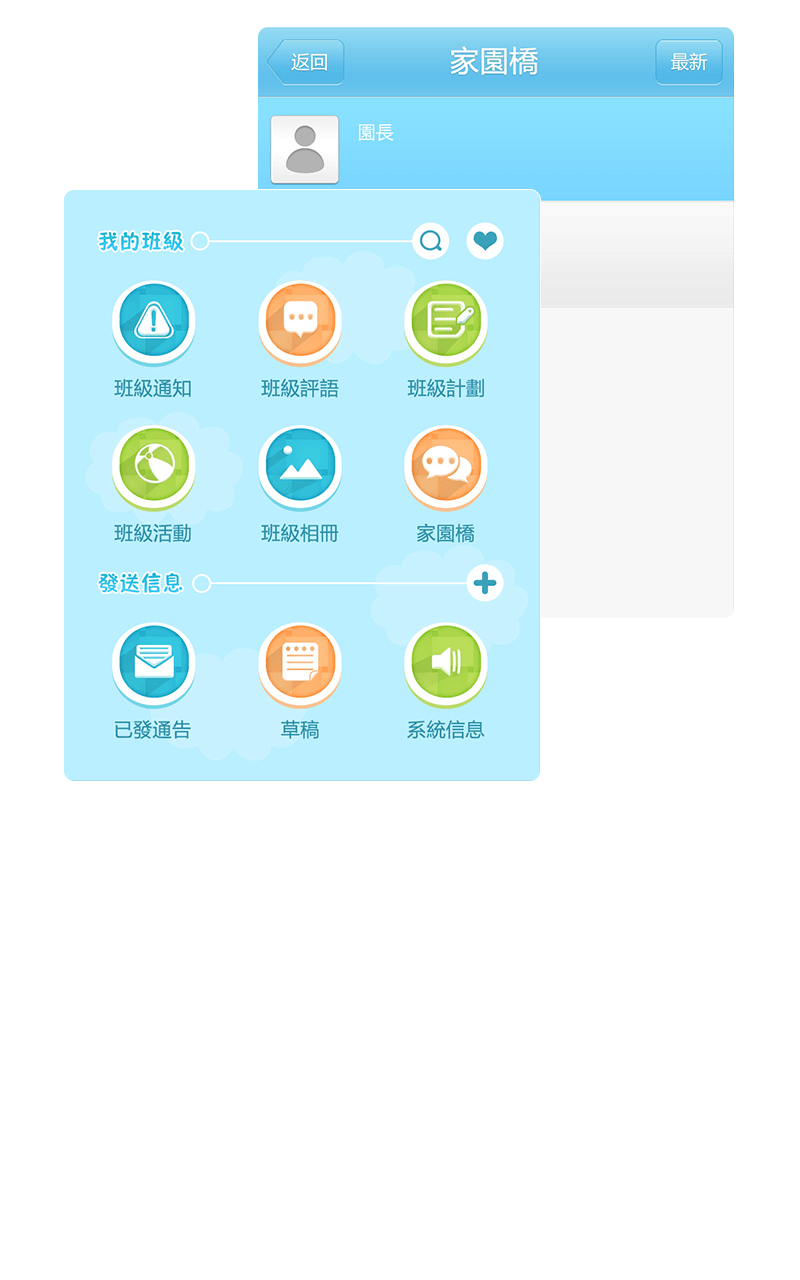 返回
家園橋
最新
園長
我的班級
班級通知
班級評語
班級計劃
班級活動
班級相冊
家園橋
發送信息
已發通告
草稿
系統信息